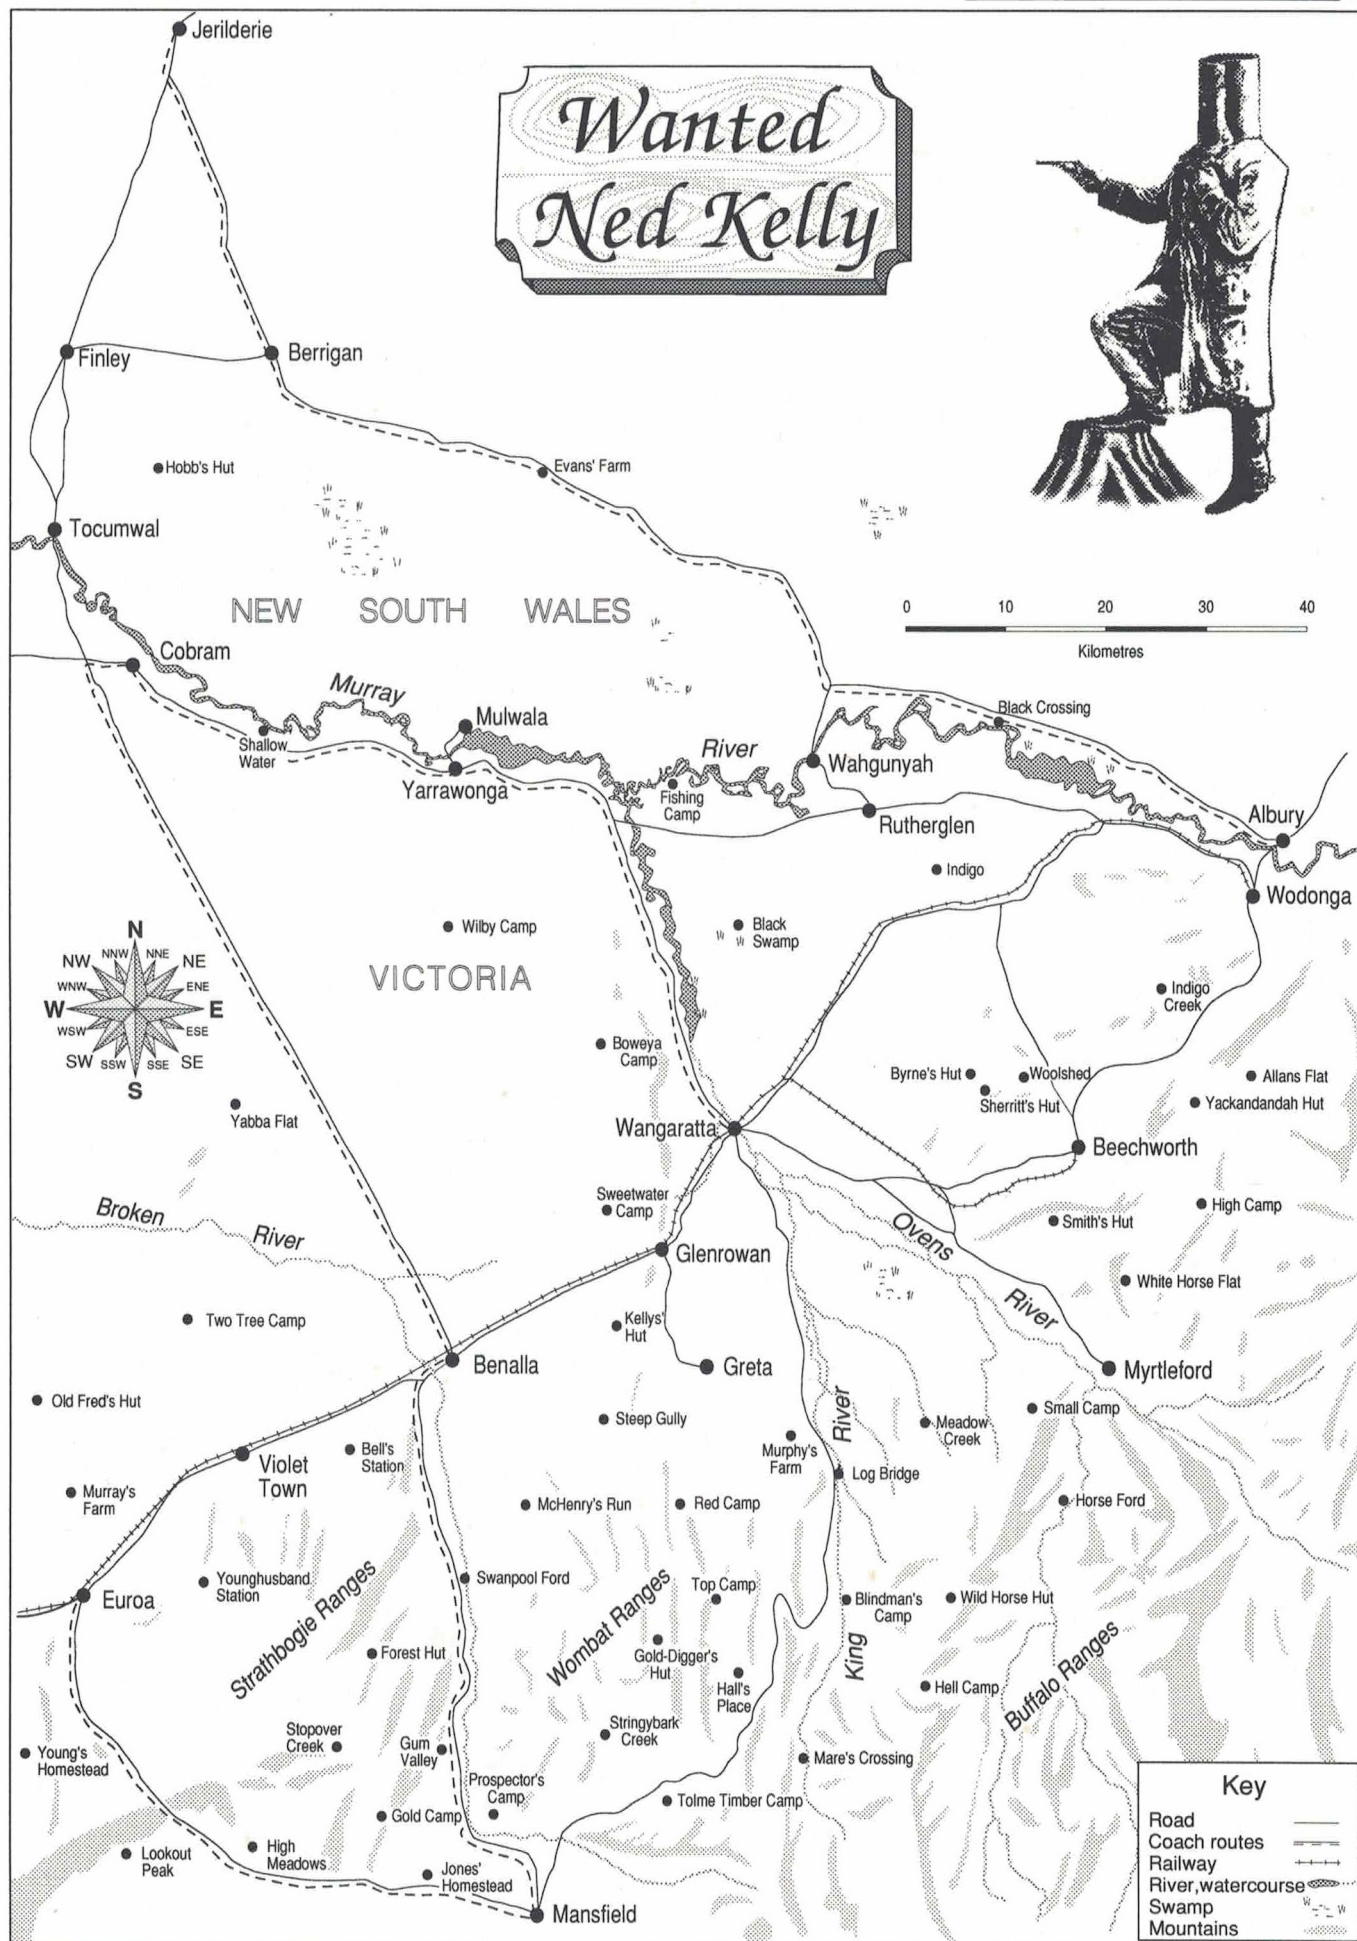 Jerilderie
Wanted
Ned Kelly
Finley
Berrigan
Hobb's Hut
Evans' Farm
Tocumwal
NEW SOUTH WALES
0 10 20 30 40
Kilometres
Cobram
Murray
River
Mulwala
Shallow
Water
Yarrawonga
Fishing
Camp
Wahgunyah
Black Crossing
Rutherglen
Albury
Wodonga
Indigo
Wilby Camp
Black
Swamp
VICTORIA
N
NNW NNE
NW NE
WNW ENE
W E
WSW ESE
SW SE
SSW SSE
S
Indigo
Creek
Boweya
Camp
Byrne's Hut
Woolshed
Sherritt's Hut
Allans Flat
Yackandandah Hut
Yabba Flat
Wangaratta
Beechworth
Sweetwater
Camp
Broken
River
Glenrowan
Ovens
River
Smith's Hut
High Camp
White Horse Flat
Two Tree Camp
Kellys'
Hut
Benalla
Greta
Myrtleford
Old Fred's Hut
Steep Gully
Small Camp
Meadow
Creek
Murphy's
Farm
River
Bell's
Station
Violet
Town
Log Bridge
Murray's
Farm
McHenry's Run
Red Camp
Horse Ford
Younghusband
Station
Euroa
Strathbogie Ranges
Swanpool Ford
Wombat Ranges
Top Camp
Blindman's
Camp
Wild Horse Hut
Forest Hut
Gold-Digger's
Hut
King
Hall's
Place
Hell Camp
Buffalo Ranges
Stopover
Creek
Gum
Valley
Stringybark
Creek
Young's
Homestead
Mare's Crossing
Prospector's
Camp
Tolme Timber Camp
Gold Camp
Lookout
Peak
High
Meadows
Jones'
Homestead
Mansfield
Key
Road
Coach routes
Railway
River,watercourse
Swamp
Mountains